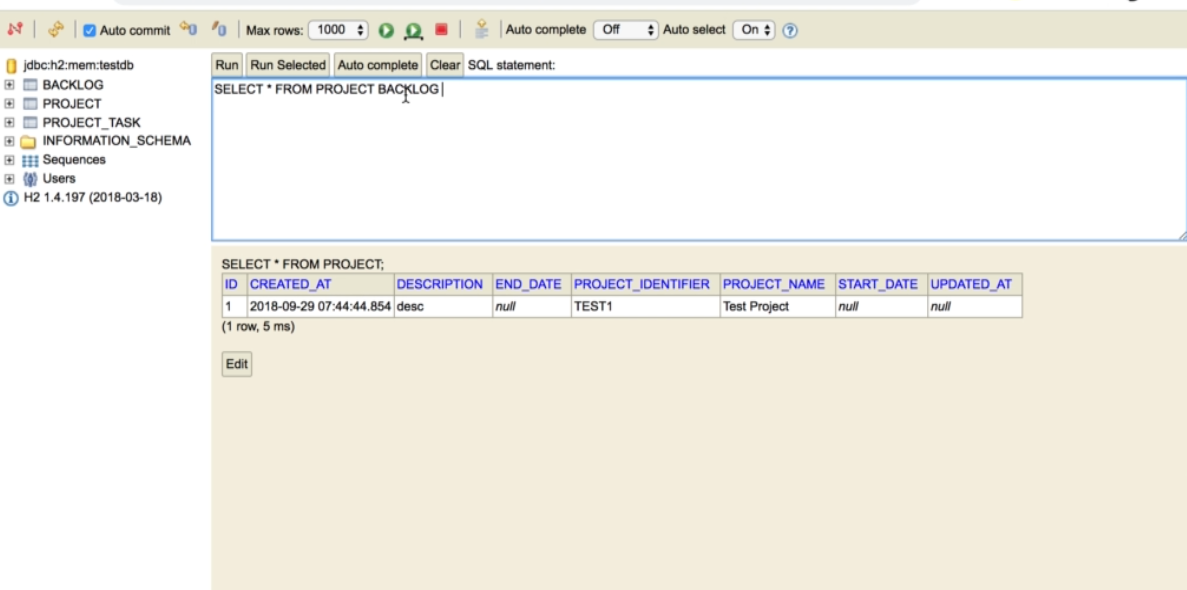 Auto commit Max rows: 1000 Auto complete Off Auto select On ?
jdbc:h2:mem:testdb
BACKLOG
PROJECT
PROJECT_TASK
INFORMATION_SCHEMA
Sequences
Users
H2 1.4.197 (2018-03-18)
Run Run Selected Auto complete Clear SQL statement:
SELECT * FROM PROJECT BACKLOG
SELECT * FROM PROJECT;
ID CREATED_AT DESCRIPTION END_DATE PROJECT_IDENTIFIER PROJECT_NAME START_DATE UPDATED_AT
1 2018-09-29 07:44:44.854 desc null TEST1 Test Project null null
(1 row, 5 ms)
Edit